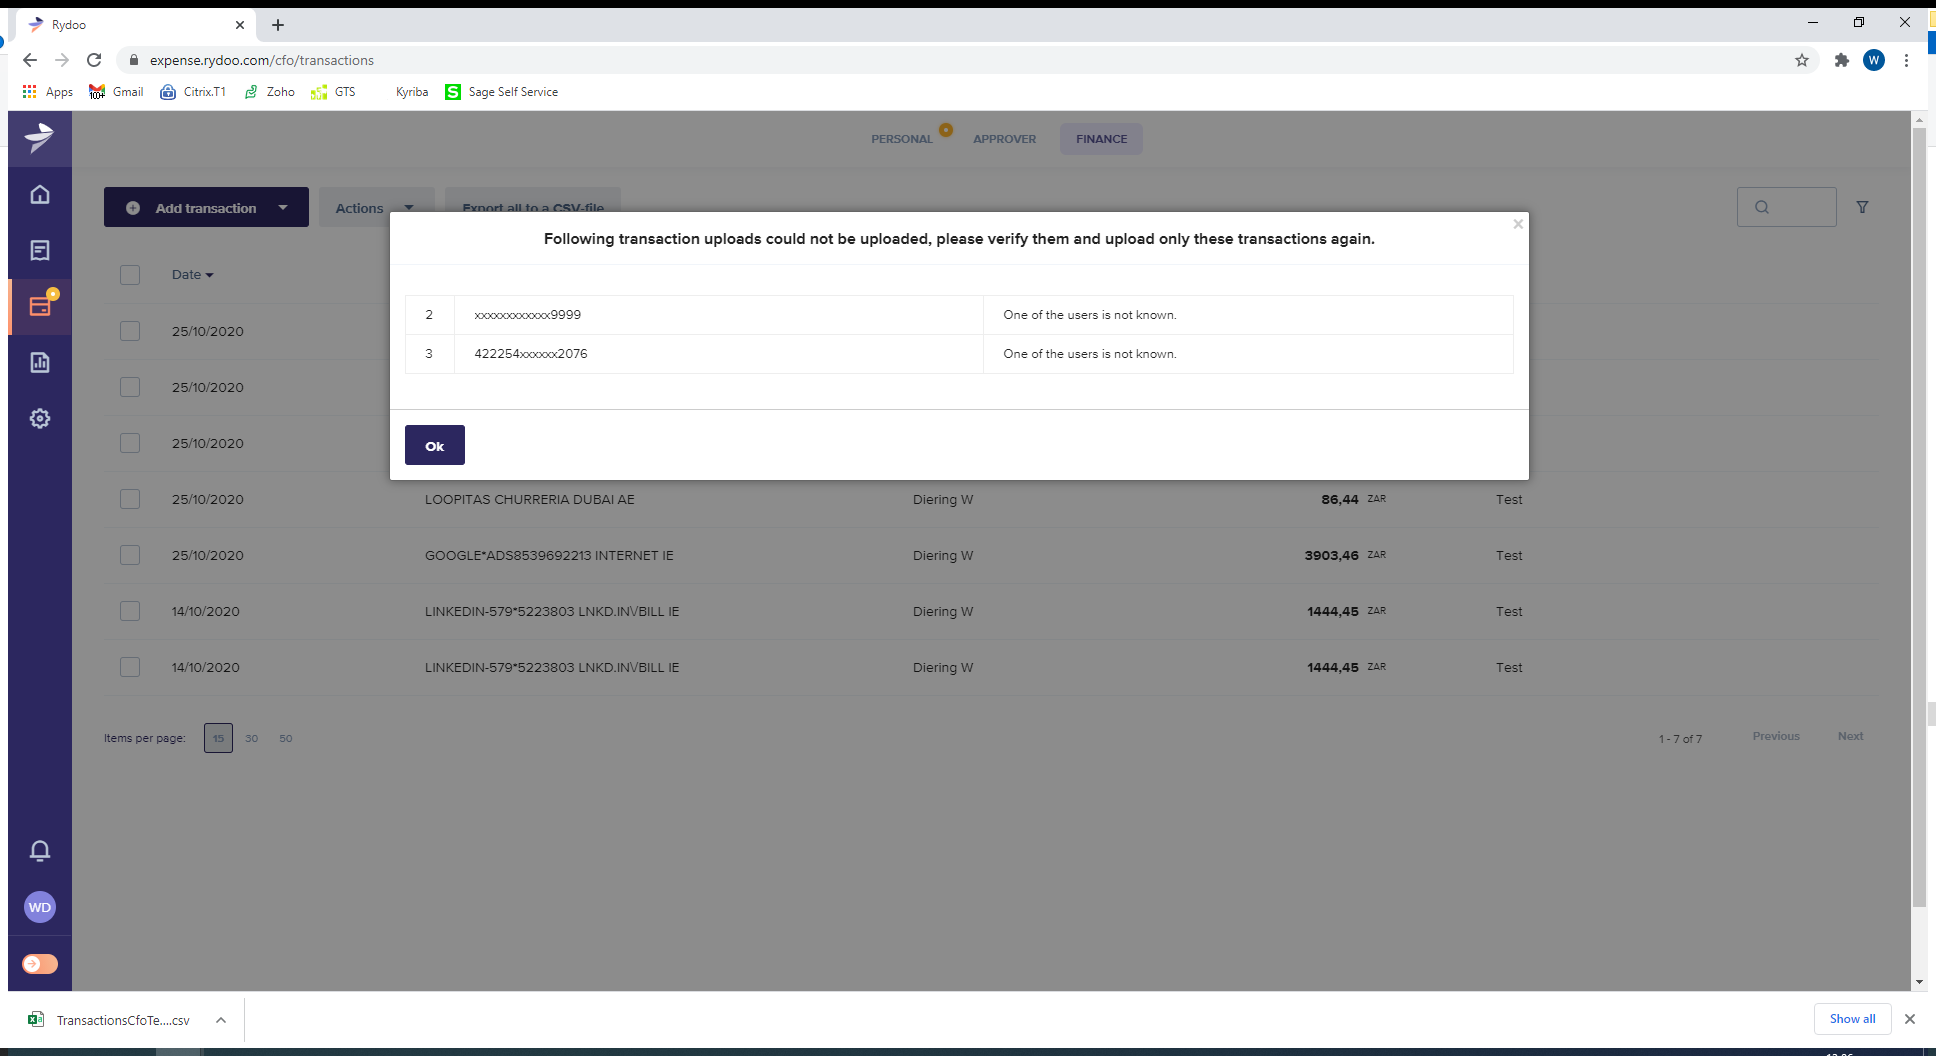 Rydoo
expense.rydoo.com/cfo/transactions
W
Apps
100+
Gmail
Citrix.T1
Zoho
GTS
Kyriba
S
Sage Self Service
PERSONAL
APPROVER
FINANCE
Add transaction
Actions
Export all to a CSV-file
Following transaction uploads could not be uploaded, please verify them and upload only these transactions again.
2 xxxxxxxxxxxx9999 One of the users is not known.
3 422254xxxxxx2076 One of the users is not known.
Ok
Date
25/10/2020
25/10/2020
25/10/2020
25/10/2020 LOOPITAS CHURRERIA DUBAI AE Diering W 86,44 ZAR Test
25/10/2020 GOOGLE*ADS8539692213 INTERNET IE Diering W 3903,46 ZAR Test
14/10/2020 LINKEDIN-579*5223803 LNKD.IN\/BILL IE Diering W 1444,45 ZAR Test
14/10/2020 LINKEDIN-579*5223803 LNKD.IN\/BILL IE Diering W 1444,45 ZAR Test
Items per page: 15 30 50
1 - 7 of 7 Previous Next
WD
TransactionsCfoTe....csv
Show all